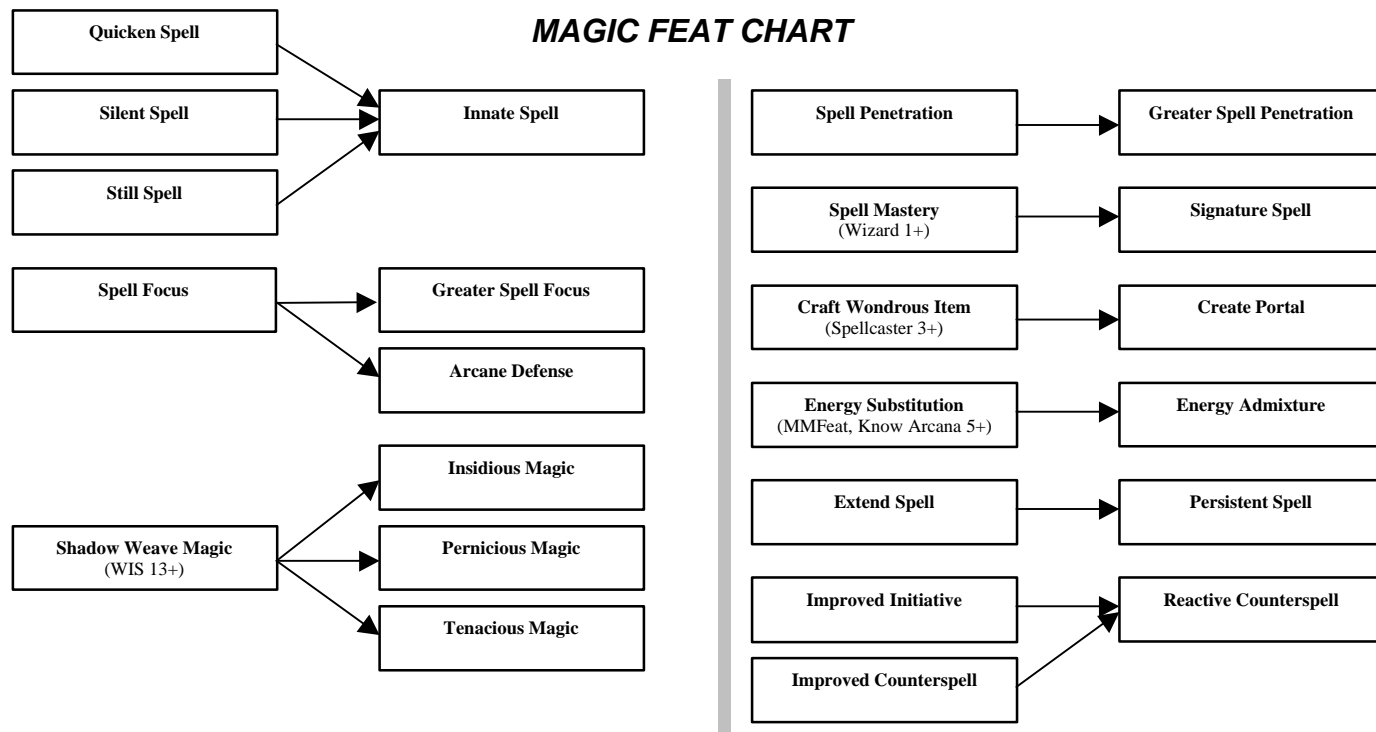 MAGIC FEAT CHART
Quicken Spell
Silent Spell
Innate Spell
Still Spell
Spell Focus
Greater Spell Focus
Arcane Defense
Insidious Magic
Shadow Weave Magic
(WIS 13+)
Pernicious Magic
Tenacious Magic
Spell Penetration
Greater Spell Penetration
Spell Mastery
(Wizard 1+)
Signature Spell
Craft Wondrous Item
(Spellcaster 3+)
Create Portal
Energy Substitution
(MMFeat, Know Arcana 5+)
Energy Admixture
Extend Spell
Persistent Spell
Improved Initiative
Reactive Counterspell
Improved Counterspell